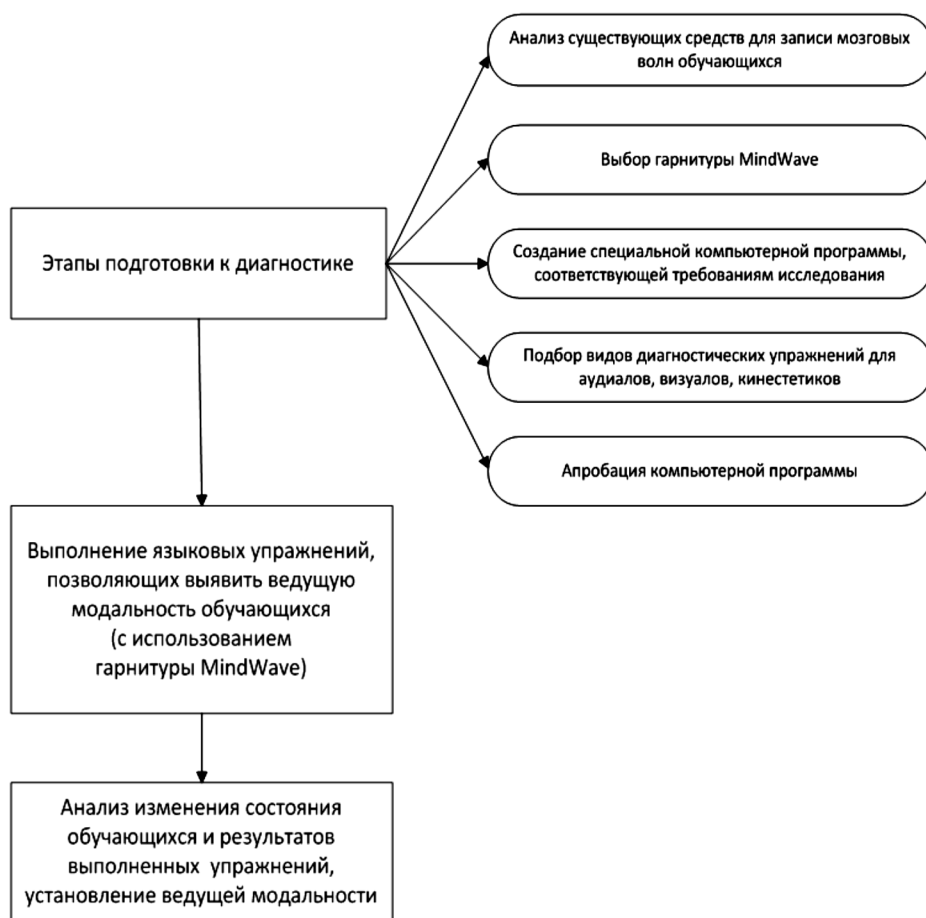 Анализ существующих средств для записи мозговых
волн обучающихся
Выбор гарнитуры MindWave
Этапы подготовки к диагностике
Создание специальной компьютерной программы,
соответствующей требованиям исследования
Подбор видов диагностических упражнений для
аудиалов, визуалов, кинестетиков
Апробация компьютерной программы
Выполнение языковых упражнений,
позволяющих выявить ведущую
модальность обучающихся
(с использованием
гарнитуры MindWave)
Анализ изменения состояния
обучающихся и результатов
выполненных упражнений,
установление ведущей модальности